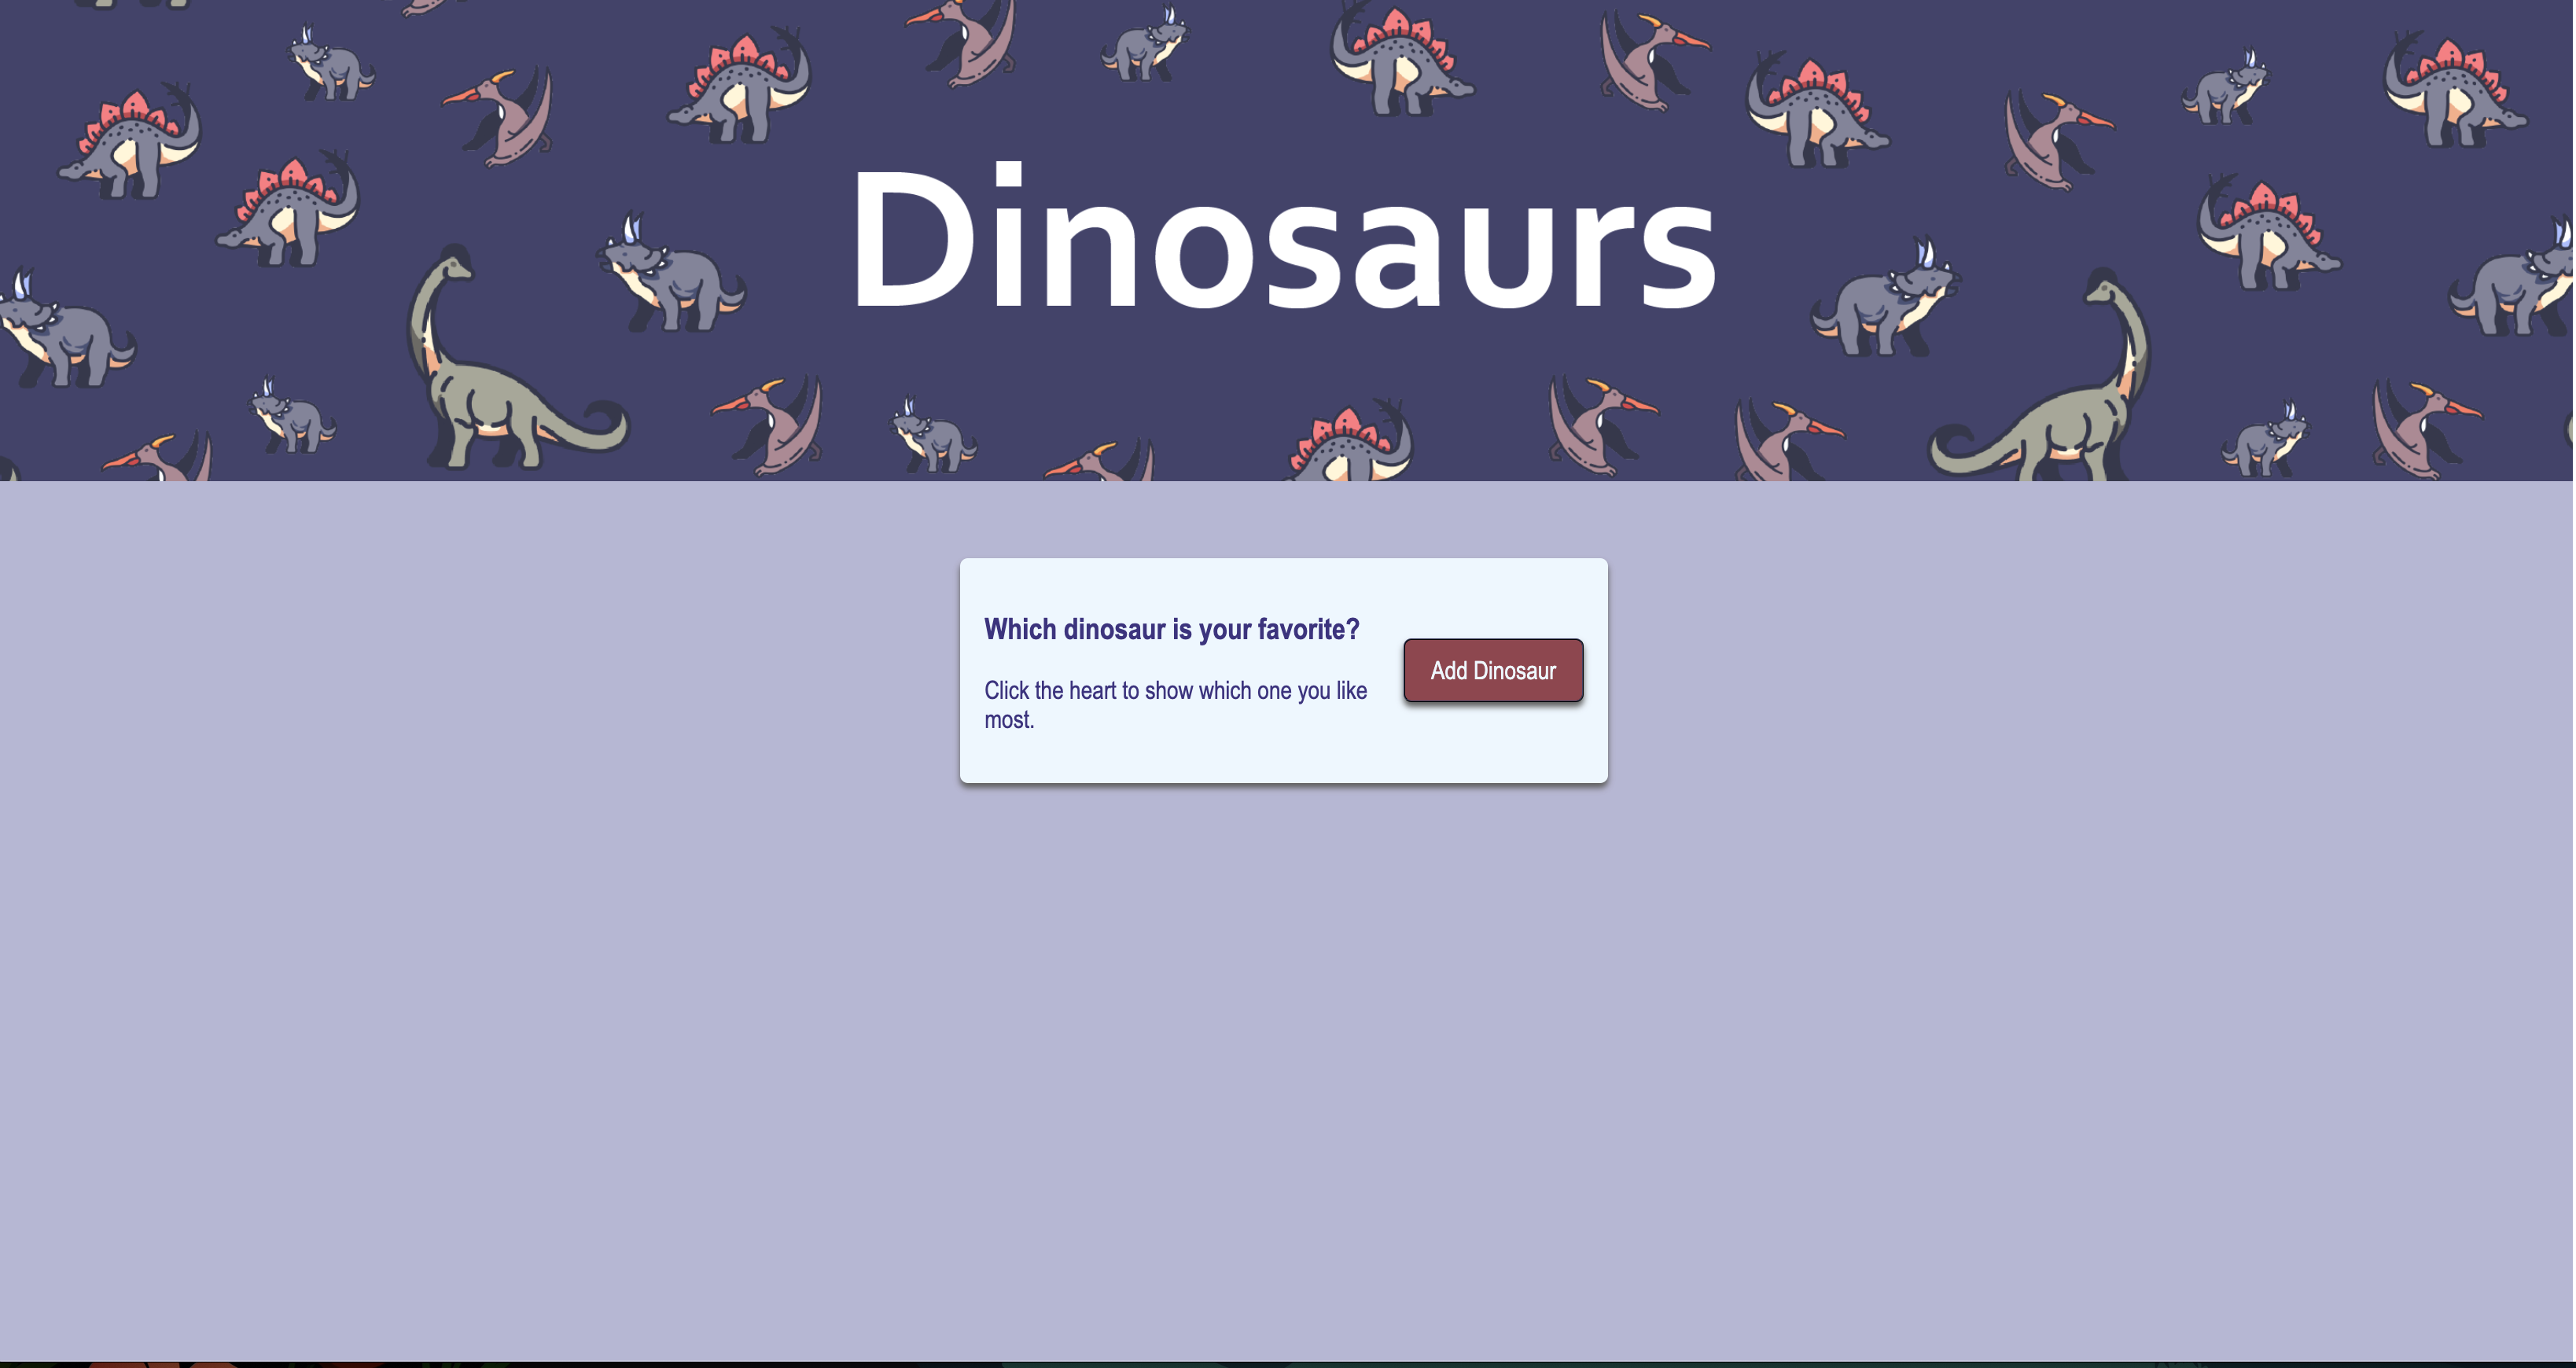 Dinosaurs
Which dinosaur is your favorite?
Click the heart to show which one you like
most.
Add Dinosaur